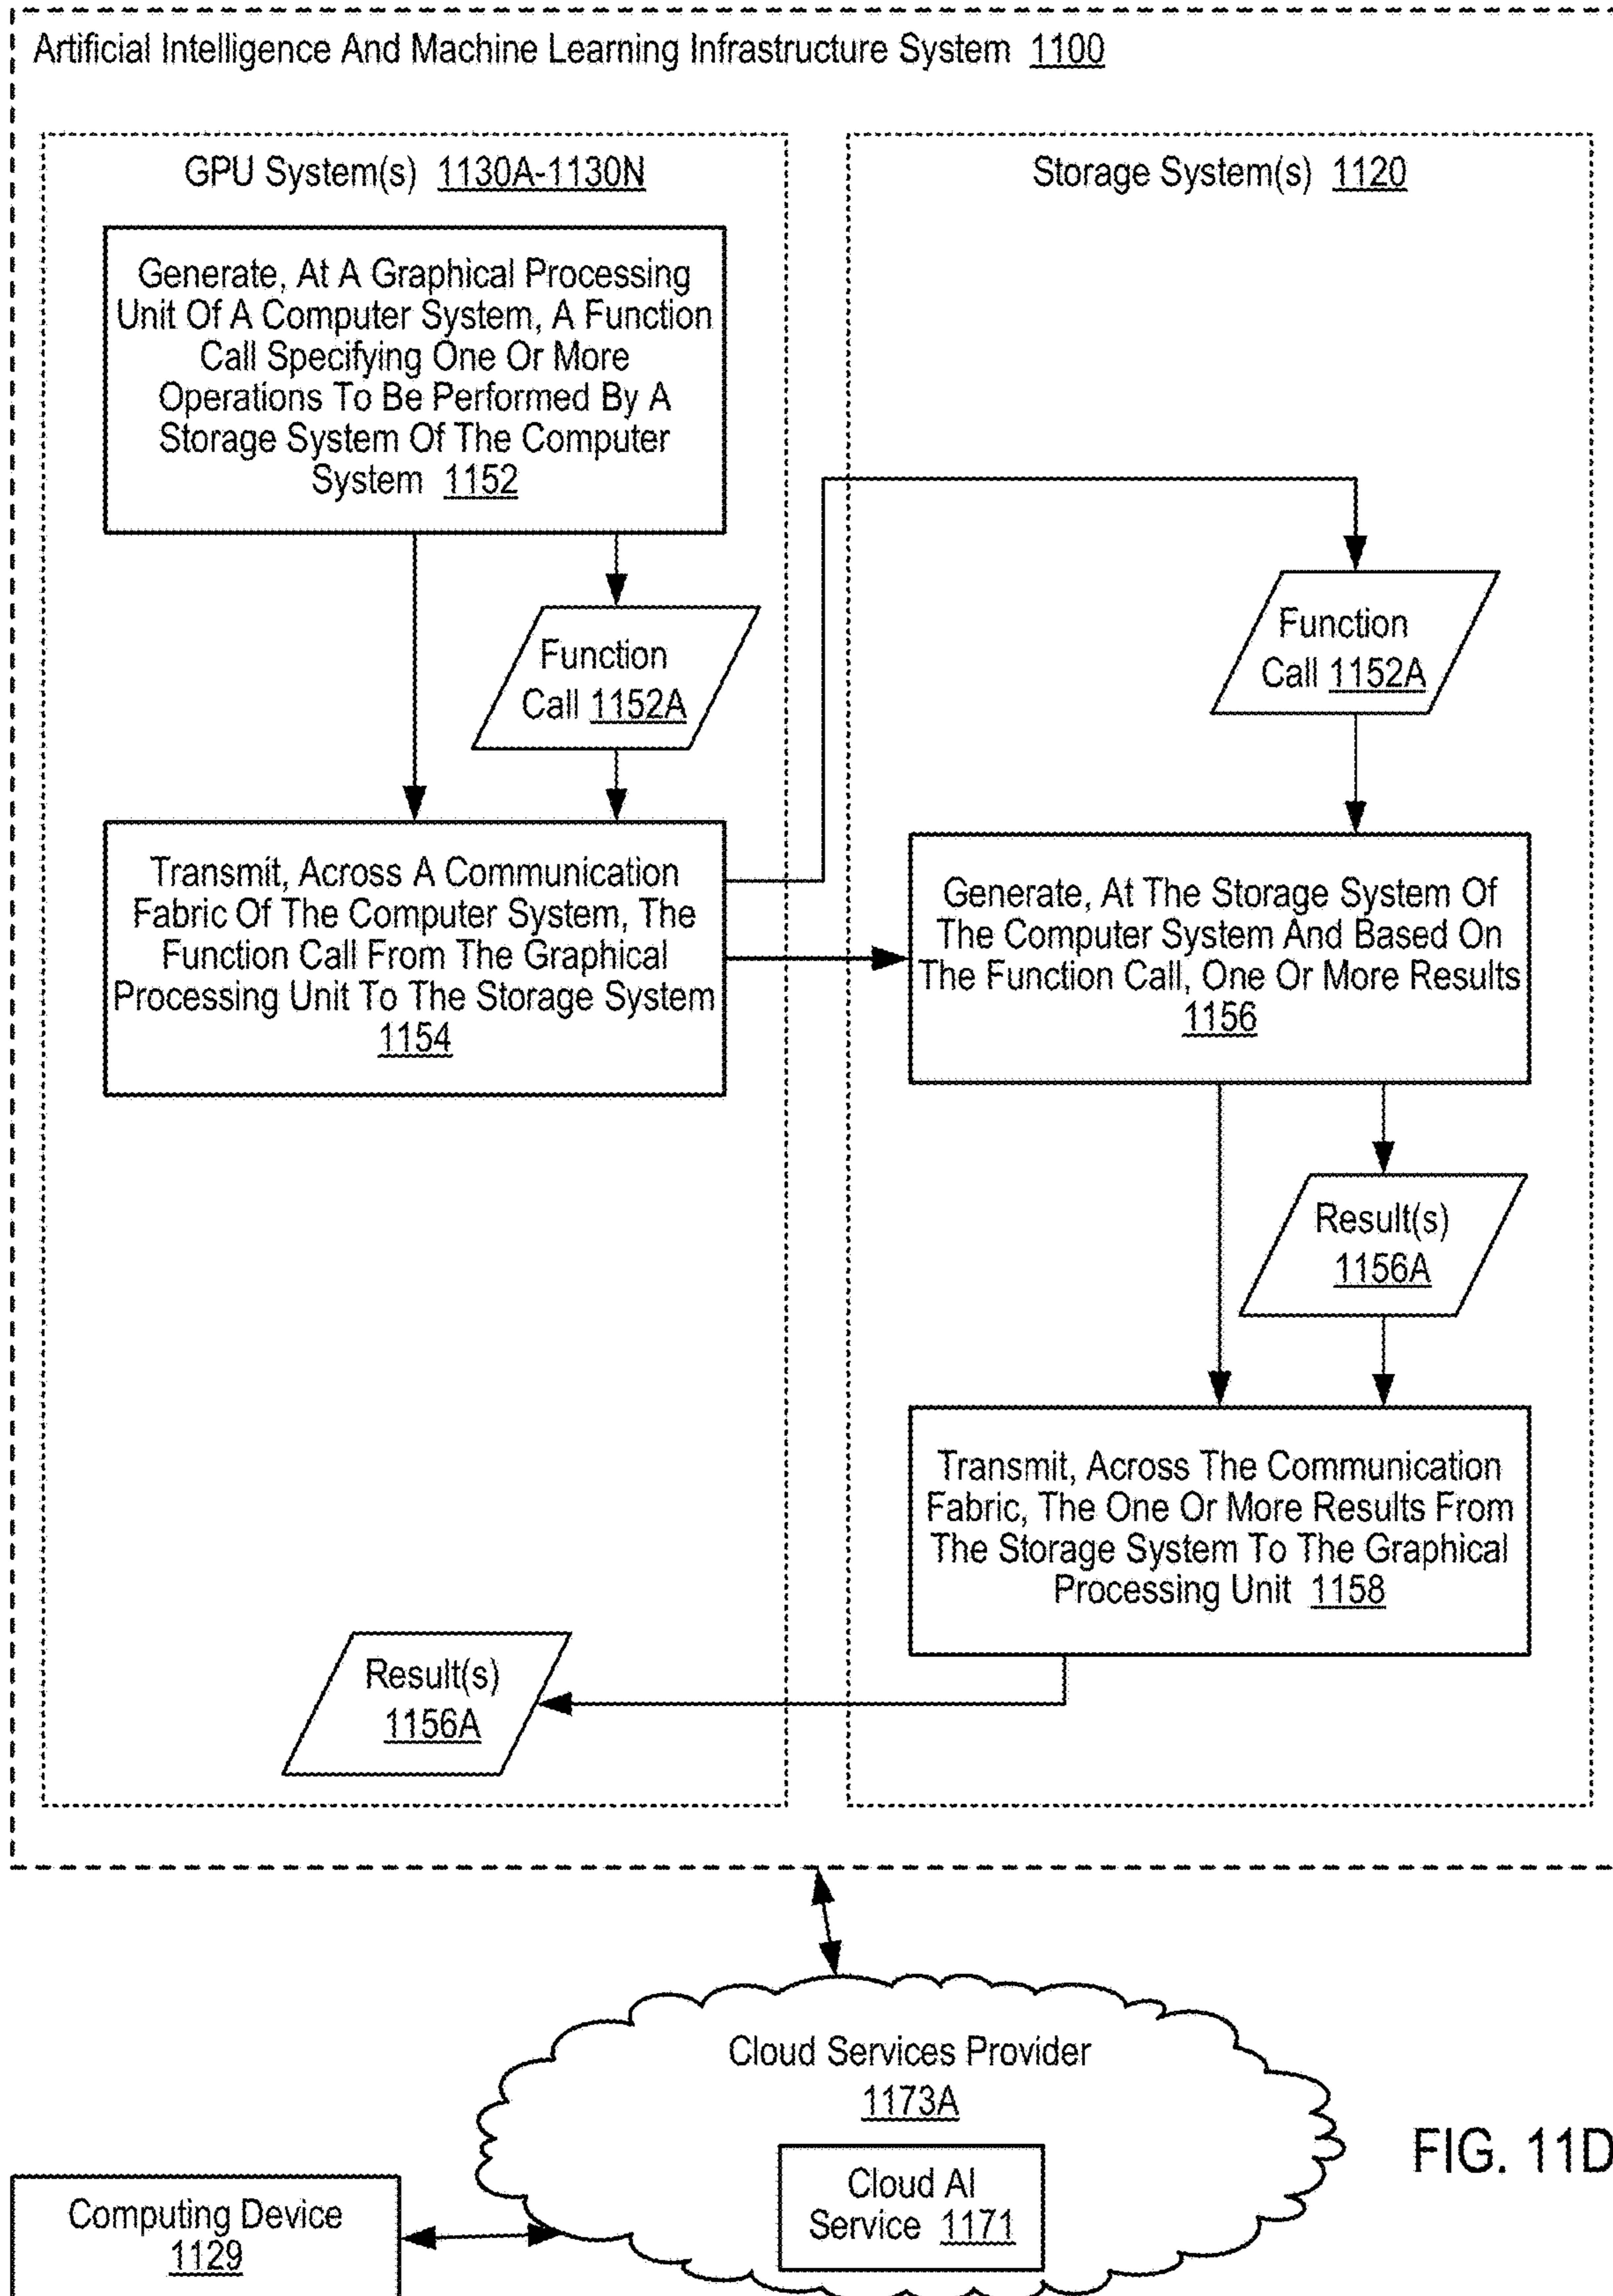 Artificial Intelligence And Machine Learning Infrastructure System 1100
GPU System(s) 1130A-1130N
Generate, At A Graphical Processing
Unit Of A Computer System, A Function
Call Specifying One Or More
Operations To Be Performed By A
Storage System Of The Computer
System 1152
Function
Call 1152A
Transmit, Across A Communication
Fabric Of The Computer System, The
Function Call From The Graphical
Processing Unit To The Storage System
1154
Storage System(s) 1120
Function
Call 1152A
Generate, At The Storage System Of
The Computer System And Based On
The Function Call, One Or More Results
1156
Result(s)
1156A
Transmit, Across The Communication
Fabric, The One Or More Results From
The Storage System To The Graphical
Processing Unit 1158
Result(s)
1156A
Cloud Services Provider
1173A
Cloud AI
Service 1171
Computing Device
1129
FIG. 11D